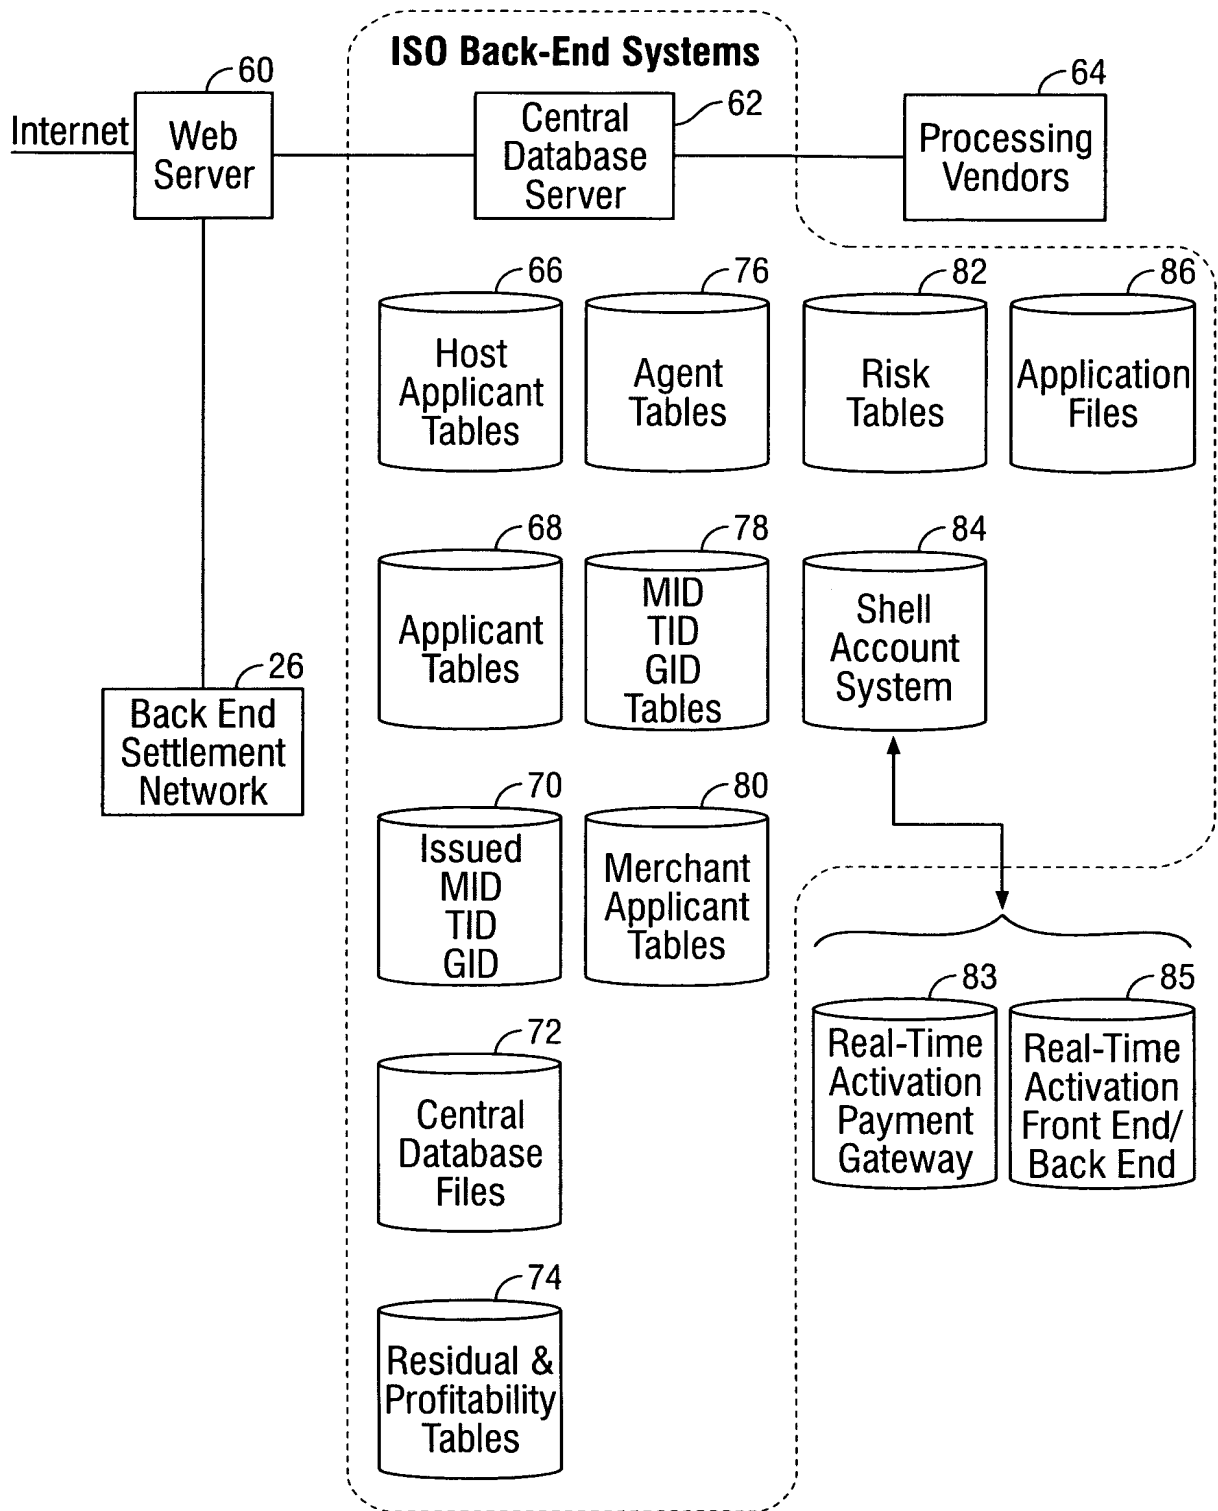 ISO Back-End Systems
60
62
64
Internet
Web
Server
Central
Database
Server
Processing
Vendors
66
76
82
86
Host
Applicant
Tables
Agent
Tables
Risk
Tables
Application
Files
68
78
84
Applicant
Tables
MID
TID
GID
Tables
Shell
Account
System
26
Back End
Settlement
Network
70
80
Issued
MID
TID
GID
Merchant
Applicant
Tables
83
85
Real-Time
Activation
Payment
Gateway
Real-Time
Activation
Front End/
Back End
72
Central
Database
Files
74
Residual &
Profitability
Tables